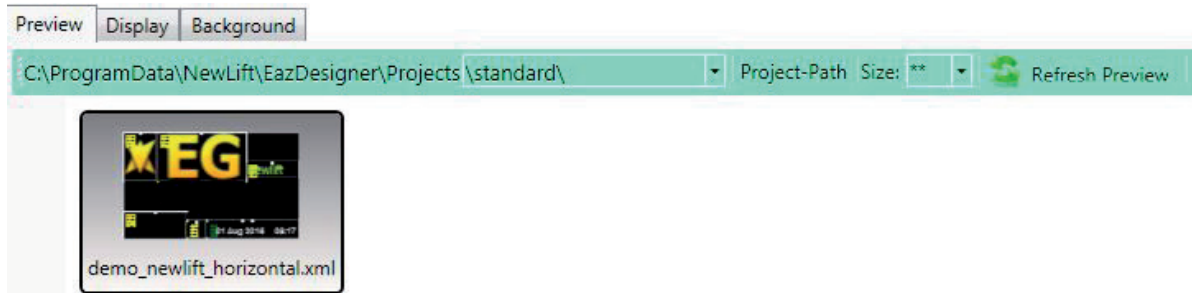 Preview Display Background
C:\ProgramData\NewLift\EazDesigner\Projects \standard\ Project-Path Size: ** Refresh Preview
EG
newlift
01 Aug 2016 08:17
demo_newlift_horizontal.xml